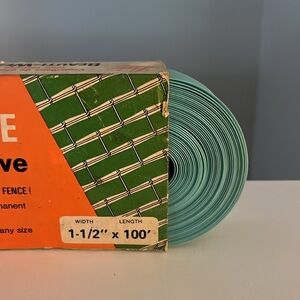 E
ve
FENCE!
manent
any size
WIDTH LENGTH
1-1/2" x 100'